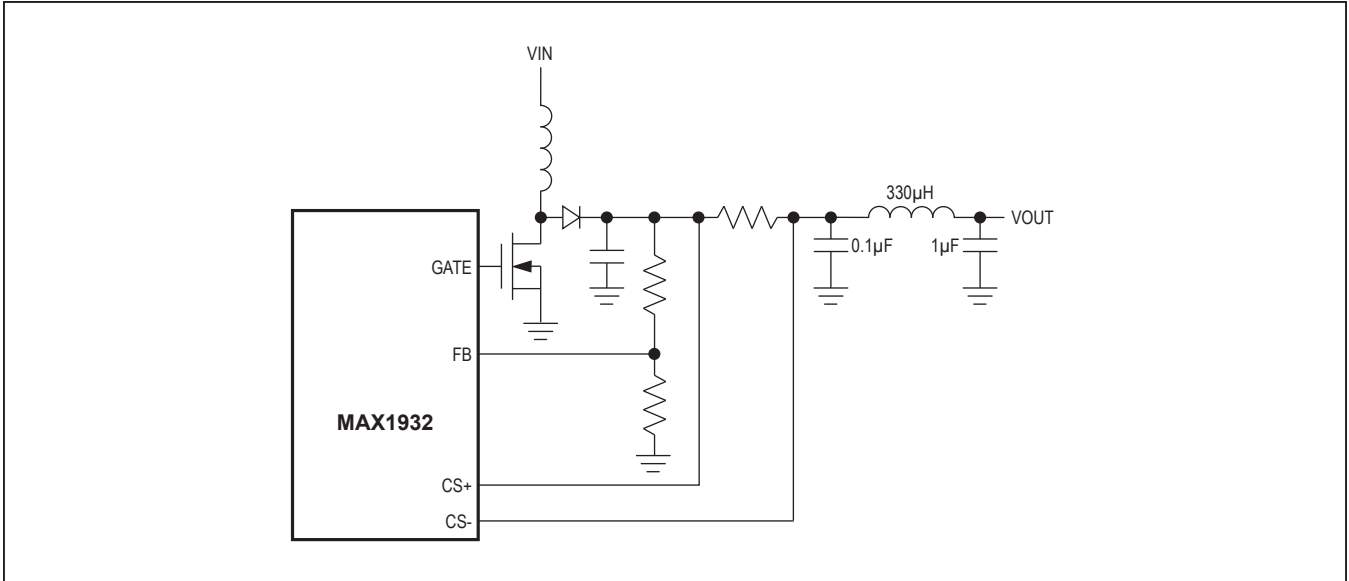 VIN
330µH
VOUT
0.1µF
1µF
GATE
FB
MAX1932
CS+
CS-